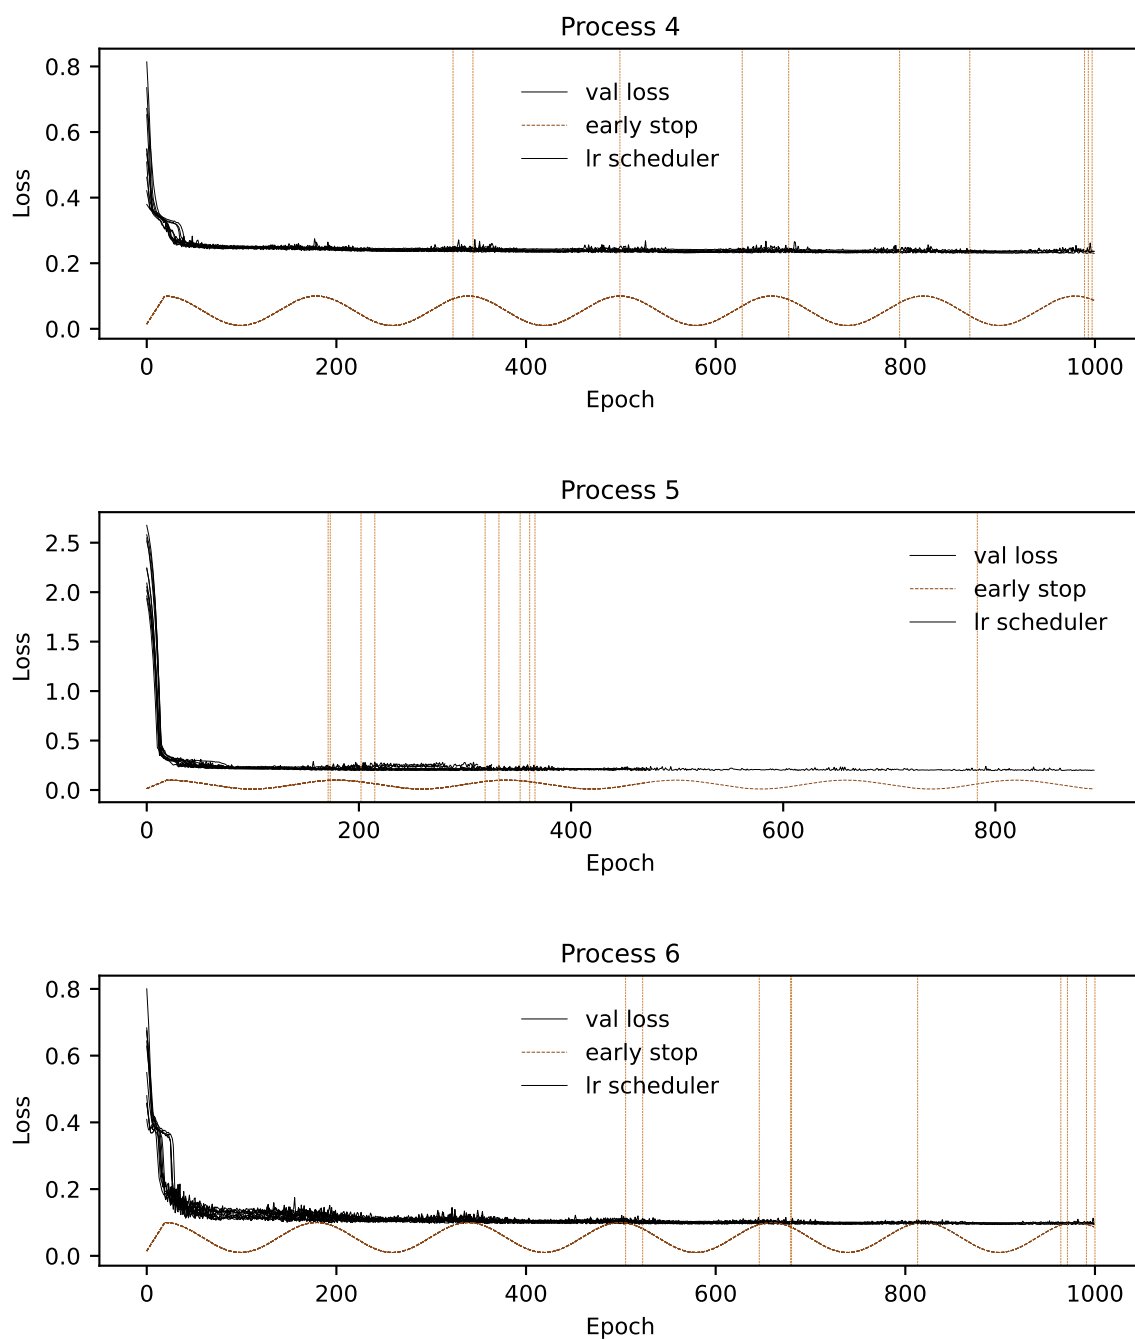 Process 4
0.8
0.6
0.4
0.2
0.0
Loss
val loss
early stop
lr scheduler
0 200 400 600 800 1000
Epoch
Process 5
2.5
2.0
1.5
1.0
0.5
0.0
Loss
val loss
early stop
lr scheduler
0 200 400 600 800
Epoch
Process 6
0.8
0.6
0.4
0.2
0.0
Loss
val loss
early stop
lr scheduler
0 200 400 600 800 1000
Epoch